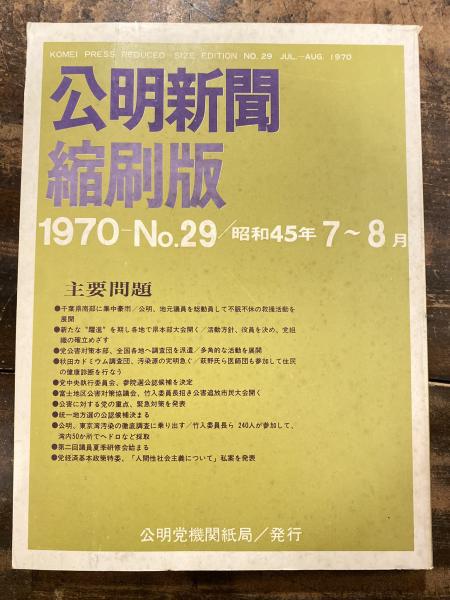 KOMEI PRESS REDUCED-SIZE EDITION NO. 29 JUL.-AUG. 1970
公明新聞
縮刷版
1970-No.29/昭和45年 7~8月
主要問題
●千葉県南部に集中豪雨/公明、地元議員を総動員して不眠不休の救援活動を
展開
●新たな"躍進"を期し各地で県本部大会開く/活動方針、役員を決め、党組
織の確立めざす
●党公害対策本部、全国各地へ調査団を派遣/多角的な活動を展開
●秋田カドミウム調査団、汚染源の究明急ぐ/萩野氏ら医師団も参加して住民
の健康診断を行なう
●党中央執行委員会、参院選公認候補を決定
●富士地区公害対策協議会、竹入委員長招き公害追放市民大会開く
●公害に対する党の重点、緊急対策を発表
●統一地方選の公認候補決まる
●公明、東京湾汚染の徹底調査に乗り出す/竹入委員長ら 240人が参加して、
湾内50か所でヘドロなど採取
●第二回議員夏季研修会始まる
●党経済基本政策特委、「人間性社会主義について」私案を発表
公明党機関紙局/発行